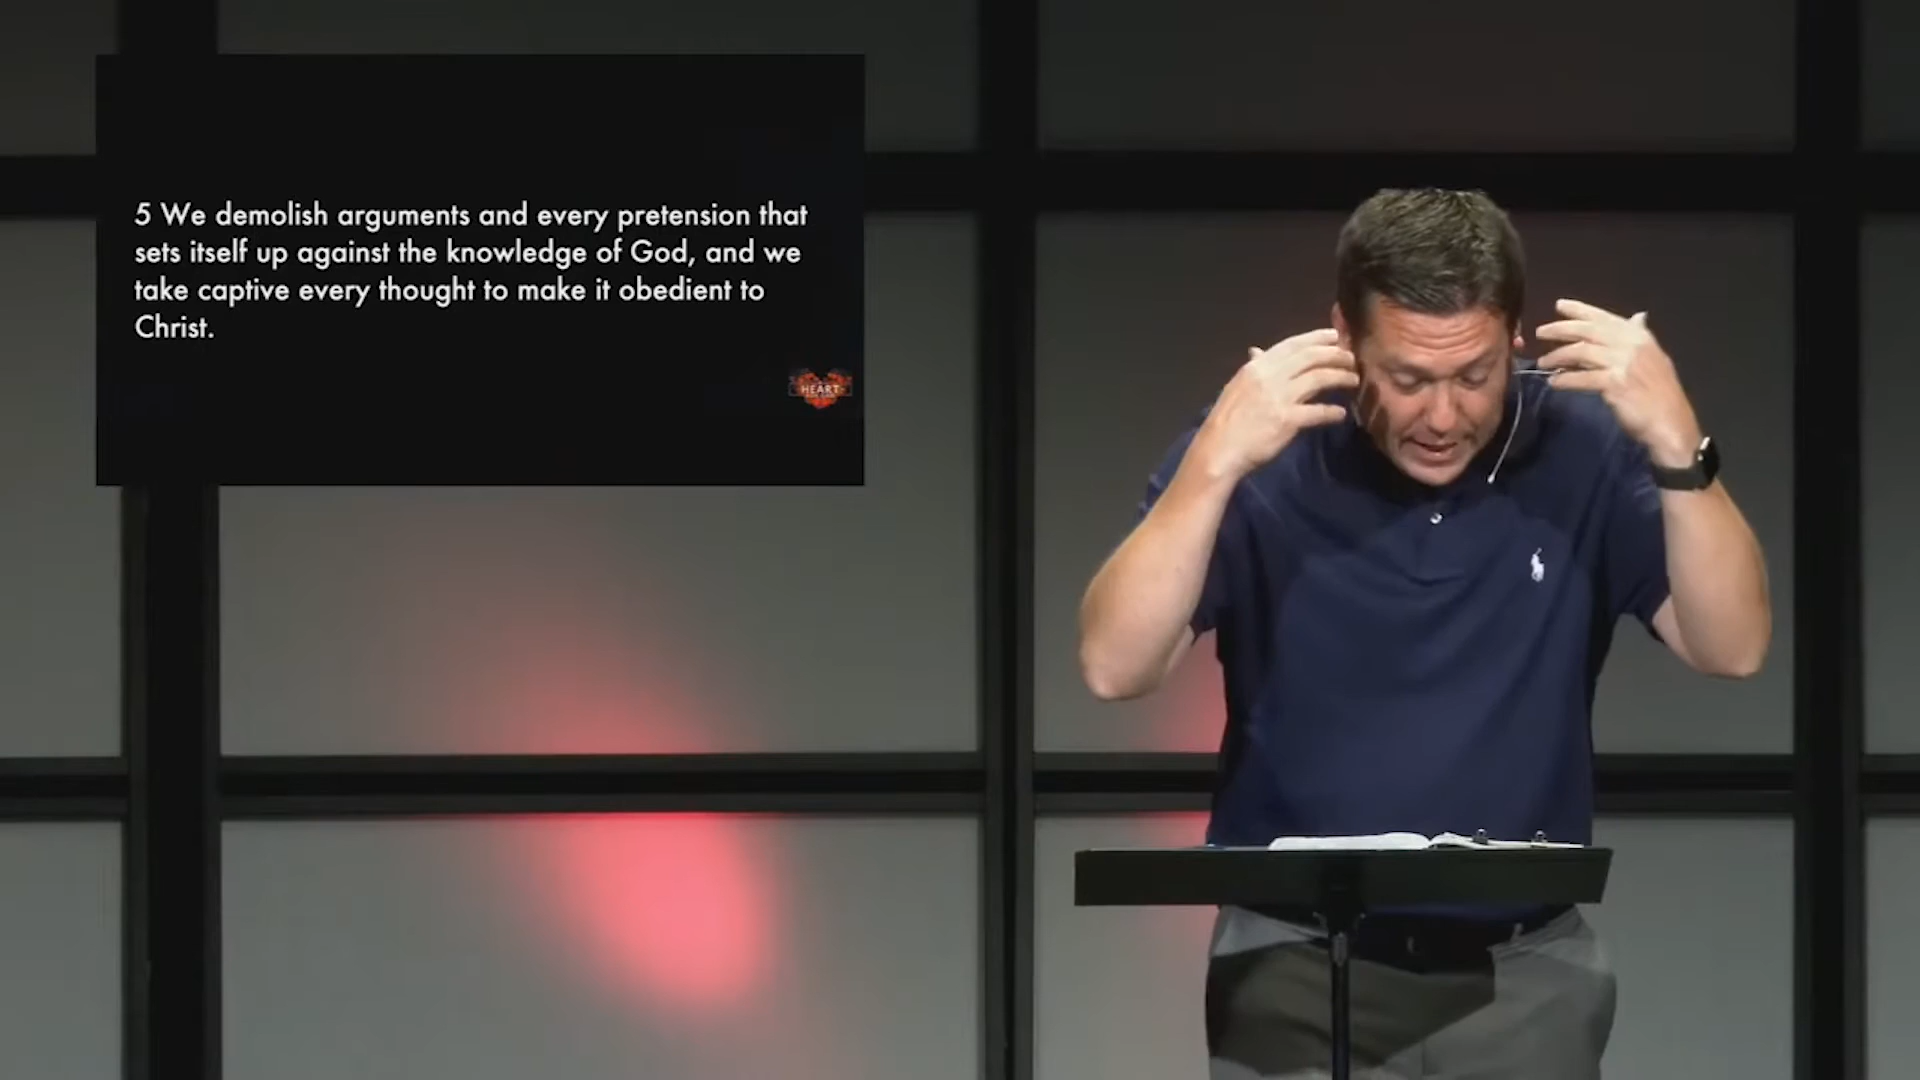 5 We demolish arguments and every pretension that
sets itself up against the knowledge of God, and we
take captive every thought to make it obedient to
Christ.
HEART